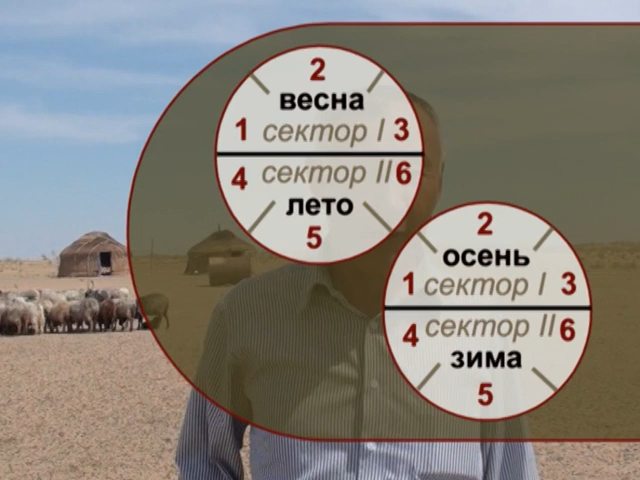 2
весна
1 сектор I 3
4 сектор II 6
лето
5
2
осень
1 сектор I 3
4 сектор II 6
зима
5